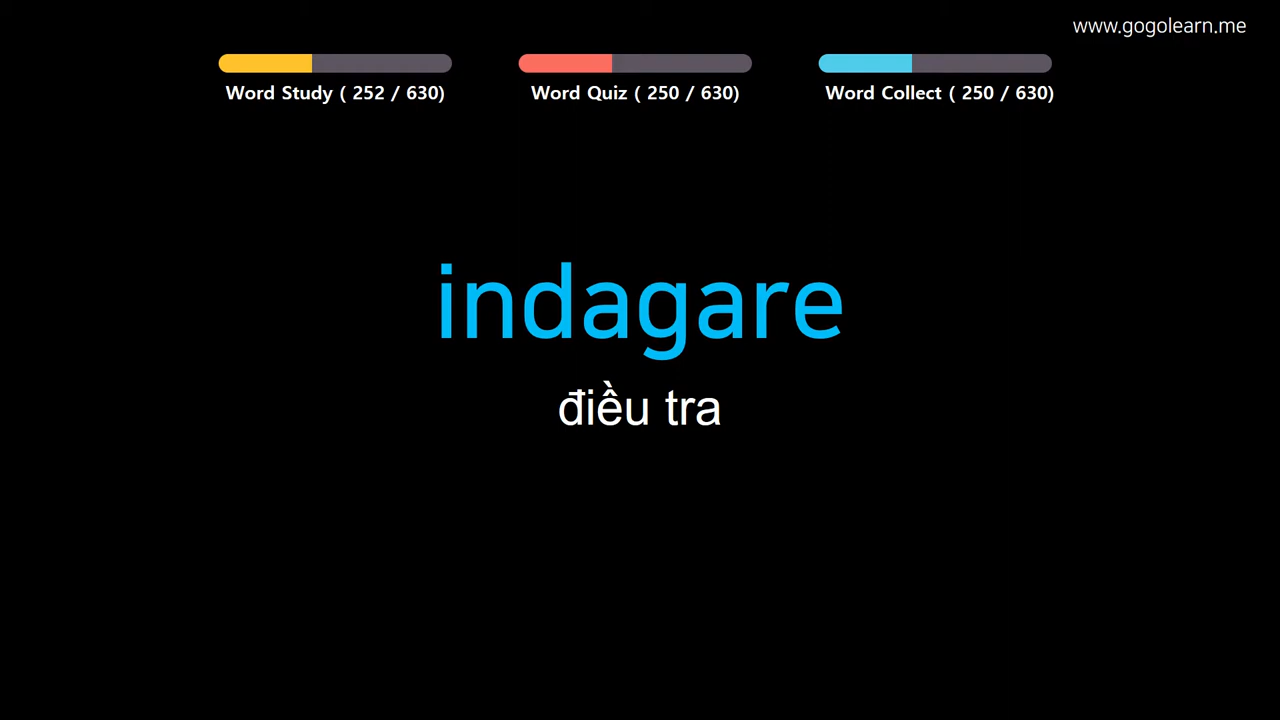 www.gogolearn.me
Word Study ( 252 / 630)
Word Quiz ( 250 / 630)
Word Collect ( 250 / 630)
indagare
điều tra